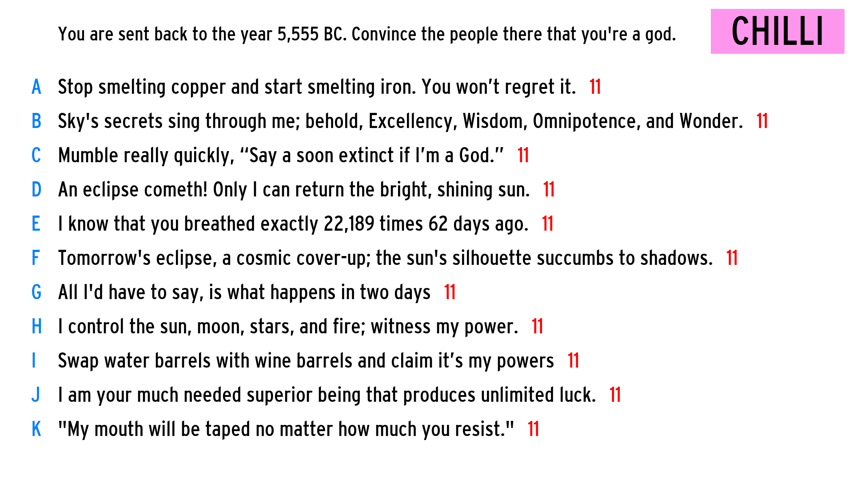 You are sent back to the year 5,555 BC. Convince the people there that you're a god.
CHILLI
A Stop smelting copper and start smelting iron. You won’t regret it. 11
B Sky's secrets sing through me; behold, Excellency, Wisdom, Omnipotence, and Wonder. 11
C Mumble really quickly, “Say a soon extinct if I’m a God.” 11
D An eclipse cometh! Only I can return the bright, shining sun. 11
E I know that you breathed exactly 22,189 times 62 days ago. 11
F Tomorrow's eclipse, a cosmic cover-up; the sun's silhouette succumbs to shadows. 11
G All I'd have to say, is what happens in two days 11
H I control the sun, moon, stars, and fire; witness my power. 11
I Swap water barrels with wine barrels and claim it’s my powers 11
J I am your much needed superior being that produces unlimited luck. 11
K "My mouth will be taped no matter how much you resist." 11